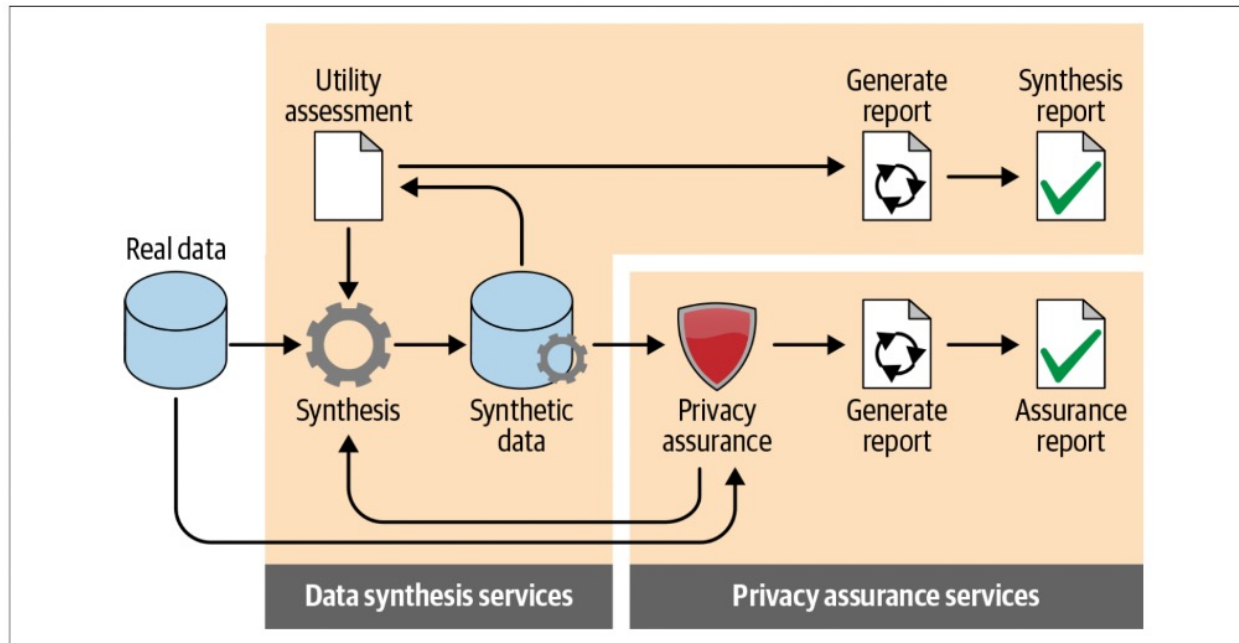 Utility
assessment
Generate
report
Synthesis
report
Real data
Synthesis
Synthetic
data
Privacy
assurance
Generate
report
Assurance
report
Data synthesis services
Privacy assurance services